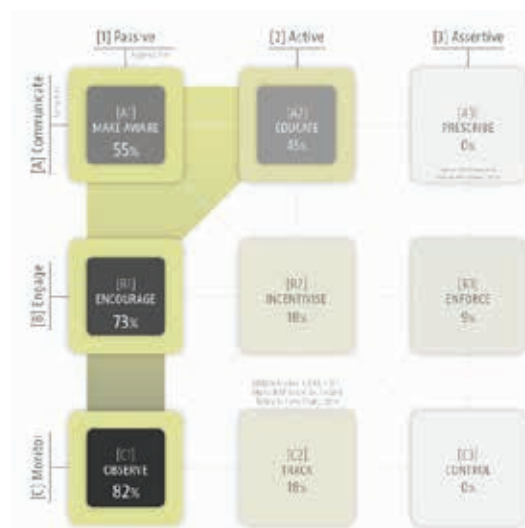 [1] Passive
[2] Active
[3] Assertive
[A] Communicate
[A1]
MAKE AWARE
55%
[A2]
EDUCATE
45%
[A3]
PRESCRIBE
0%
[B] Engage
[B1]
ENCOURAGE
73%
[B2]
INCENTIVISE
18%
[B3]
ENFORCE
9%
[C] Monitor
[C1]
OBSERVE
82%
[C2]
TRACK
18%
[C3]
CONTROL
0%